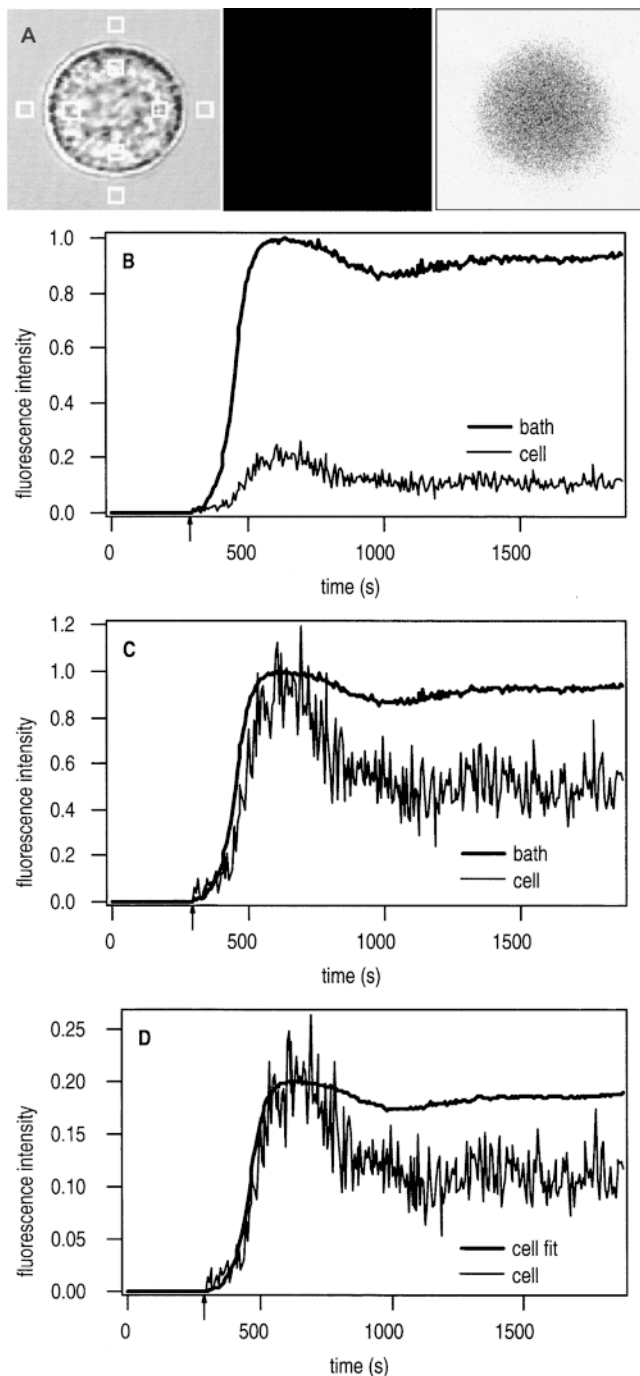 A
B
fluorescence intensity
1.0
0.8
0.6
0.4
0.2
0.0
bath
cell
0
500
1000
1500
time (s)
C
fluorescence intensity
1.2
1.0
0.8
0.6
0.4
0.2
0.0
bath
cell
0
500
1000
1500
time (s)
D
fluorescence intensity
0.25
0.20
0.15
0.10
0.05
0.00
cell fit
cell
0
500
1000
1500
time (s)